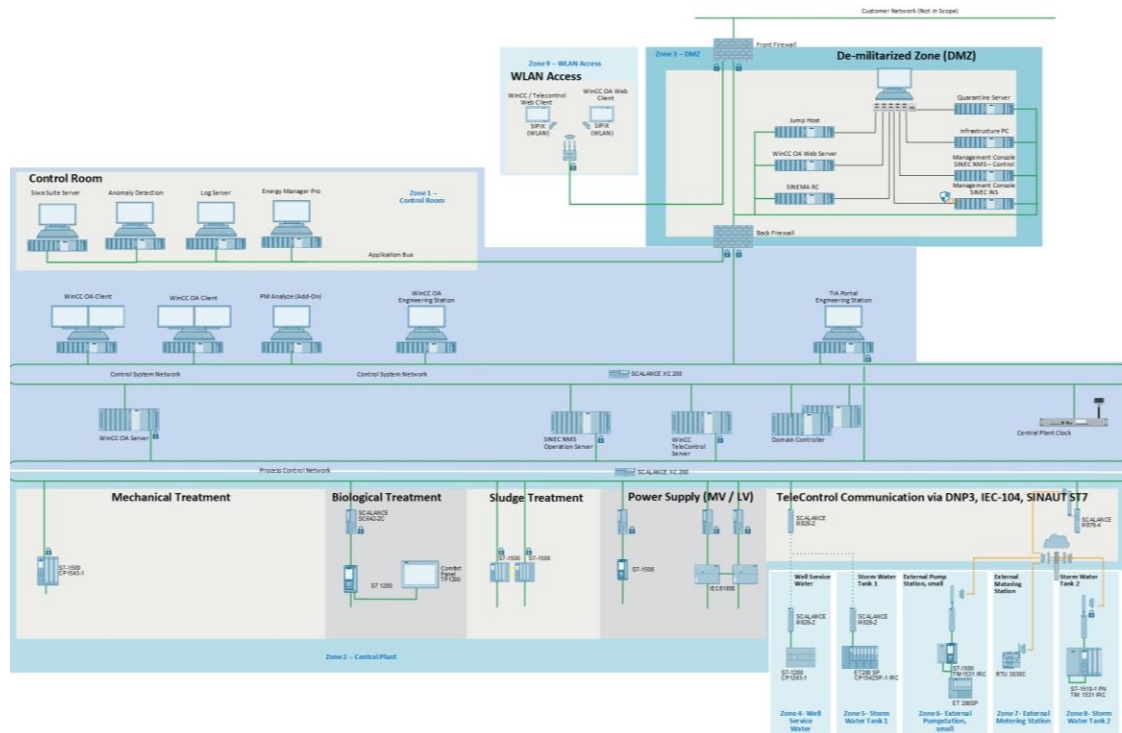 Customer Network (Not in Scope)
Front Firewall
Zone 3 – DMZ
De-militarized Zone (DMZ)
Zone 9 – WLAN Access
WLAN Access
WinCC / Telecontrol
Web Client
WinCC OA Web
Client
SIPIX
(WLAN)
SIPIX
(WLAN)
Jump Host
WinCC OA Web Server
SINEMA RC
Quarantine Server
Infrastructure PC
Management Console
SINEC NMS – Control
Management Console
SINEC INS
Back Firewall
Control Room
Zone 1 –
Control Room
Siwa Suite Server
Anomaly Detection
Log Server
Energy Manager Pro
Application Bus
WinCC OA Client
WinCC OA Client
PM Analyze (Add-On)
WinCC OA
Engineering Station
TIA Portal
Engineering Station
Control System Network
Control System Network
SCALANCE XC 200
WinCC OA Server
SINEC NMS
Operation Server
WinCC
TeleControl
Server
Domain Controller
Central Plant Clock
Process Control Network
SCALANCE XC 200
Mechanical Treatment
Biological Treatment
Sludge Treatment
Power Supply (MV / LV)
TeleControl Communication via DNP3, IEC-104, SINAUT ST7
SCALANCE
SC642-2C
SCALANCE
M826-2
SCALANCE
M876-4
S7-1500
CP1543-1
S7 1200
Comfort
Panel
TP1200
S7-1500
S7-1500
S7-1500
IEC61850
Well Service
Water
Storm Water
Tank 1
External Pump
Station, small
External
Metering
Station
Storm Water
Tank 2
SCALANCE
M826-2
SCALANCE
M826-2
S7-1200
CP1243-1
ET200 SP
CP1542SP-1 IRC
S7-1500
TIM 1531 IRC
ET 200SP
RTU 3030C
S7-1510-1 PN
TIM 1531 IRC
Zone 2 – Central Plant
Zone 4- Well
Service
Water
Zone 5- Storm
Water Tank 1
Zone 6- External
Pumpstation,
small
Zone 7- External
Metering Station
Zone 8- Storm
Water Tank 2